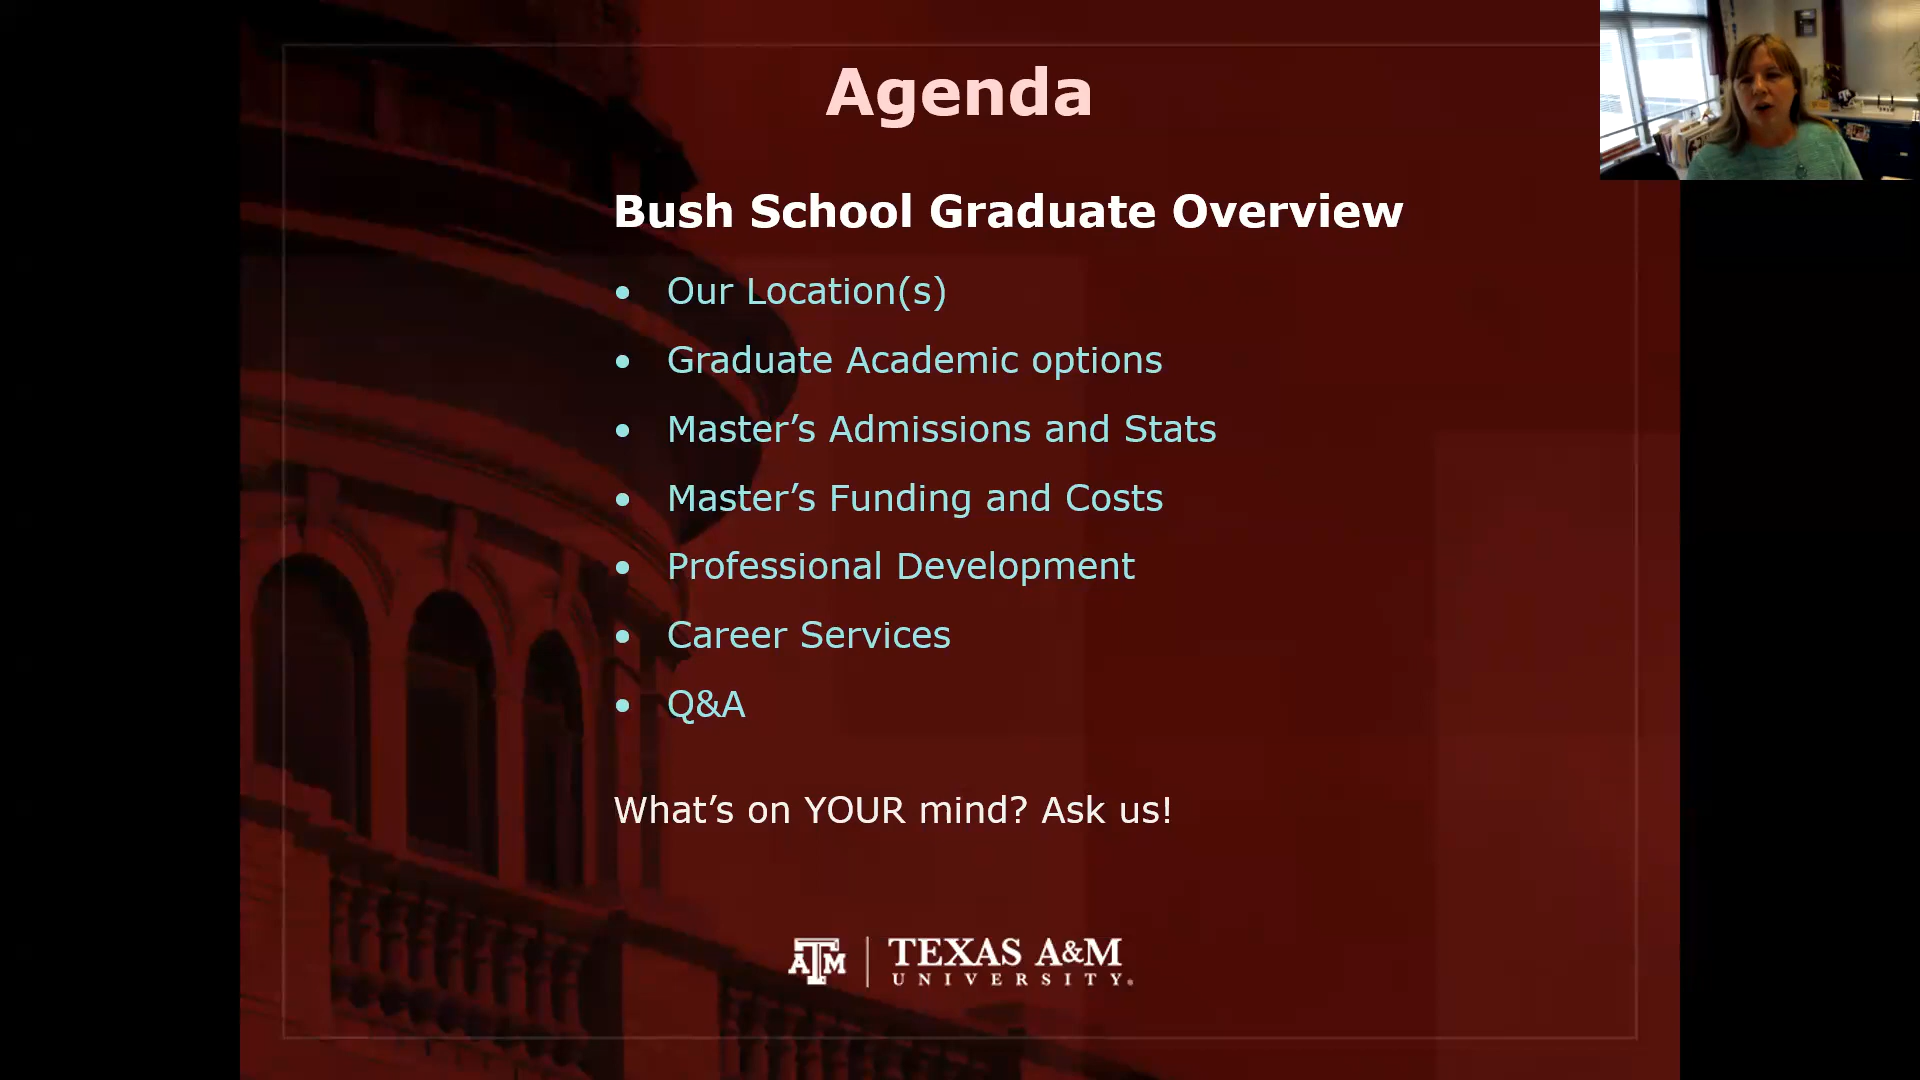 Agenda
Bush School Graduate Overview
• Our Location(s)
• Graduate Academic options
• Master’s Admissions and Stats
• Master’s Funding and Costs
• Professional Development
• Career Services
• Q&A
What’s on YOUR mind? Ask us!
ATM | TEXAS A&M
UNIVERSITY®